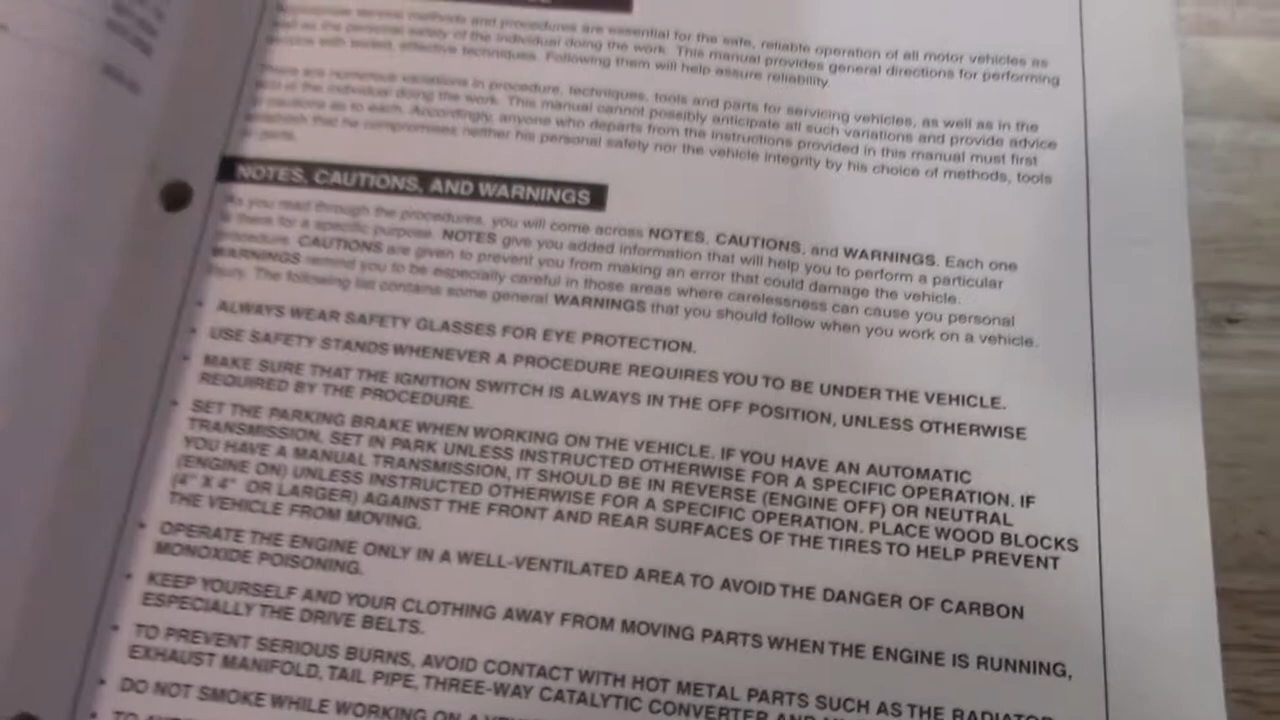 service methods and procedures are essential for the safe, reliable operation of all motor vehicles as
well as the personal safety of the individual doing the work. This manual provides general directions for performing
service with tested, effective techniques. Following them will help assure reliability.
There are numerous variations in procedure, techniques, tools and parts for servicing vehicles, as well as in the
skill of the individual doing the work. This manual cannot possibly anticipate all such variations and provide advice
or cautions as to each. Accordingly, anyone who departs from the instructions provided in this manual must first
establish that he compromises neither his personal safety nor the vehicle integrity by his choice of methods, tools
or parts.
NOTES, CAUTIONS, AND WARNINGS
As you read through the procedures, you will come across NOTES, CAUTIONS, and WARNINGS. Each one
is there for a specific purpose. NOTES give you added information that will help you to perform a particular
procedure. CAUTIONS are given to prevent you from making an error that could damage the vehicle.
WARNINGS remind you to be especially careful in those areas where carelessness can cause you personal
injury. The following list contains some general WARNINGS that you should follow when you work on a vehicle.
• ALWAYS WEAR SAFETY GLASSES FOR EYE PROTECTION.
• USE SAFETY STANDS WHENEVER A PROCEDURE REQUIRES YOU TO BE UNDER THE VEHICLE.
• MAKE SURE THAT THE IGNITION SWITCH IS ALWAYS IN THE OFF POSITION, UNLESS OTHERWISE
REQUIRED BY THE PROCEDURE.
• SET THE PARKING BRAKE WHEN WORKING ON THE VEHICLE. IF YOU HAVE AN AUTOMATIC
TRANSMISSION, SET IN PARK UNLESS INSTRUCTED OTHERWISE FOR A SPECIFIC OPERATION. IF
YOU HAVE A MANUAL TRANSMISSION, IT SHOULD BE IN REVERSE (ENGINE OFF) OR NEUTRAL
(ENGINE ON) UNLESS INSTRUCTED OTHERWISE FOR A SPECIFIC OPERATION. PLACE WOOD BLOCKS
(4" X 4" OR LARGER) AGAINST THE FRONT AND REAR SURFACES OF THE TIRES TO HELP PREVENT
THE VEHICLE FROM MOVING.
• OPERATE THE ENGINE ONLY IN A WELL-VENTILATED AREA TO AVOID THE DANGER OF CARBON
MONOXIDE POISONING.
• KEEP YOURSELF AND YOUR CLOTHING AWAY FROM MOVING PARTS WHEN THE ENGINE IS RUNNING,
ESPECIALLY THE DRIVE BELTS.
• TO PREVENT SERIOUS BURNS, AVOID CONTACT WITH HOT METAL PARTS SUCH AS THE RADIATOR
EXHAUST MANIFOLD, TAIL PIPE, THREE-WAY CATALYTIC CONVERTER AND
• DO NOT SMOKE WHILE WORKING ON A